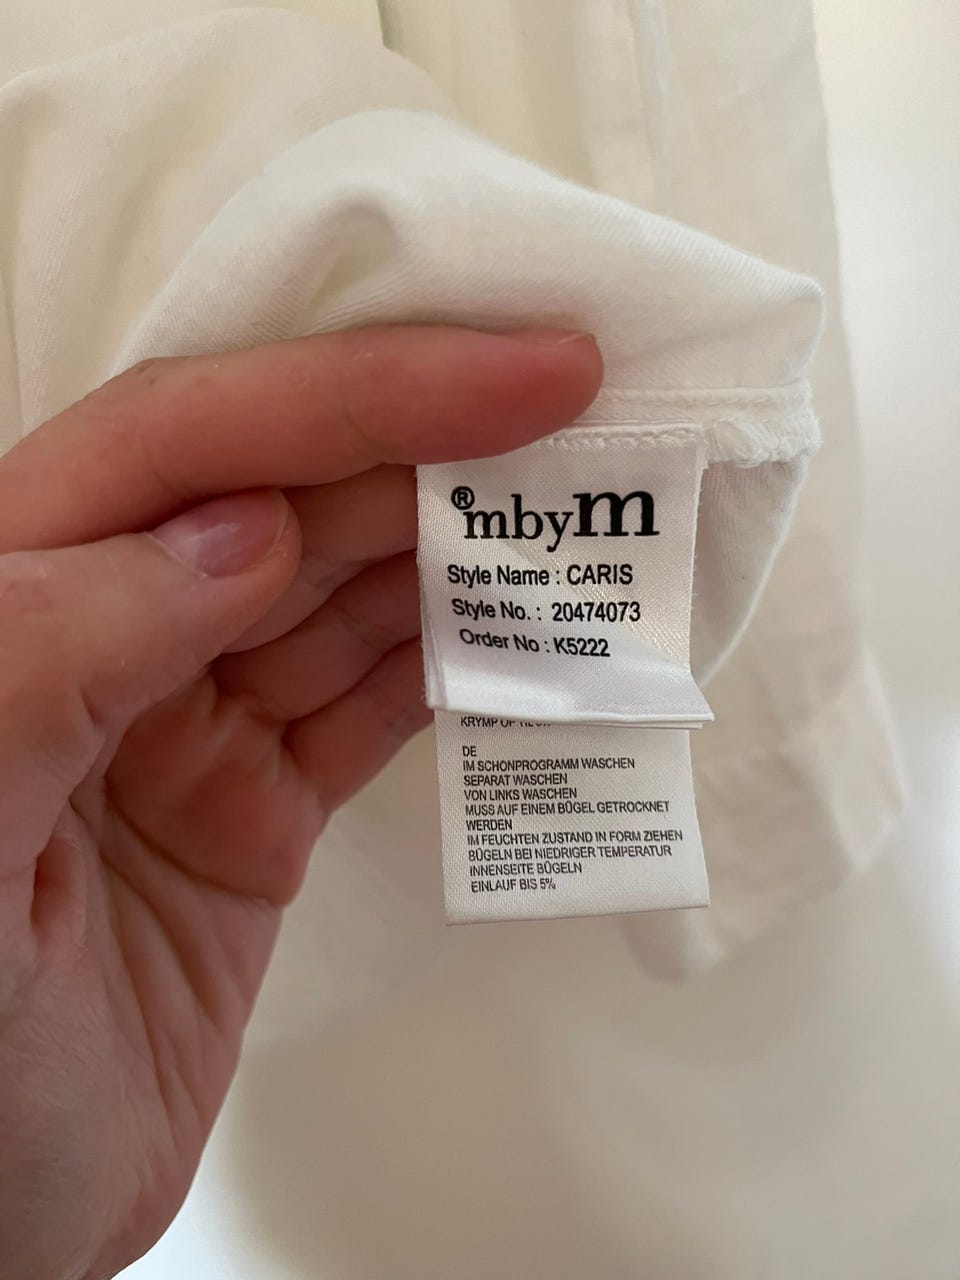 ® mbym
Style Name : CARIS
Style No. : 20474073
Order No : K5222
KRYMP OP
DE
IM SCHONPROGRAMM WASCHEN
SEPARAT WASCHEN
VON LINKS WASCHEN
MUSS AUF EINEM BÜGEL GETROCKNET
WERDEN
IM FEUCHTEN ZUSTAND IN FORM ZIEHEN
BÜGELN BEI NIEDRIGER TEMPERATUR
INNENSEITE BÜGELN
EINLAUF BIS 5%